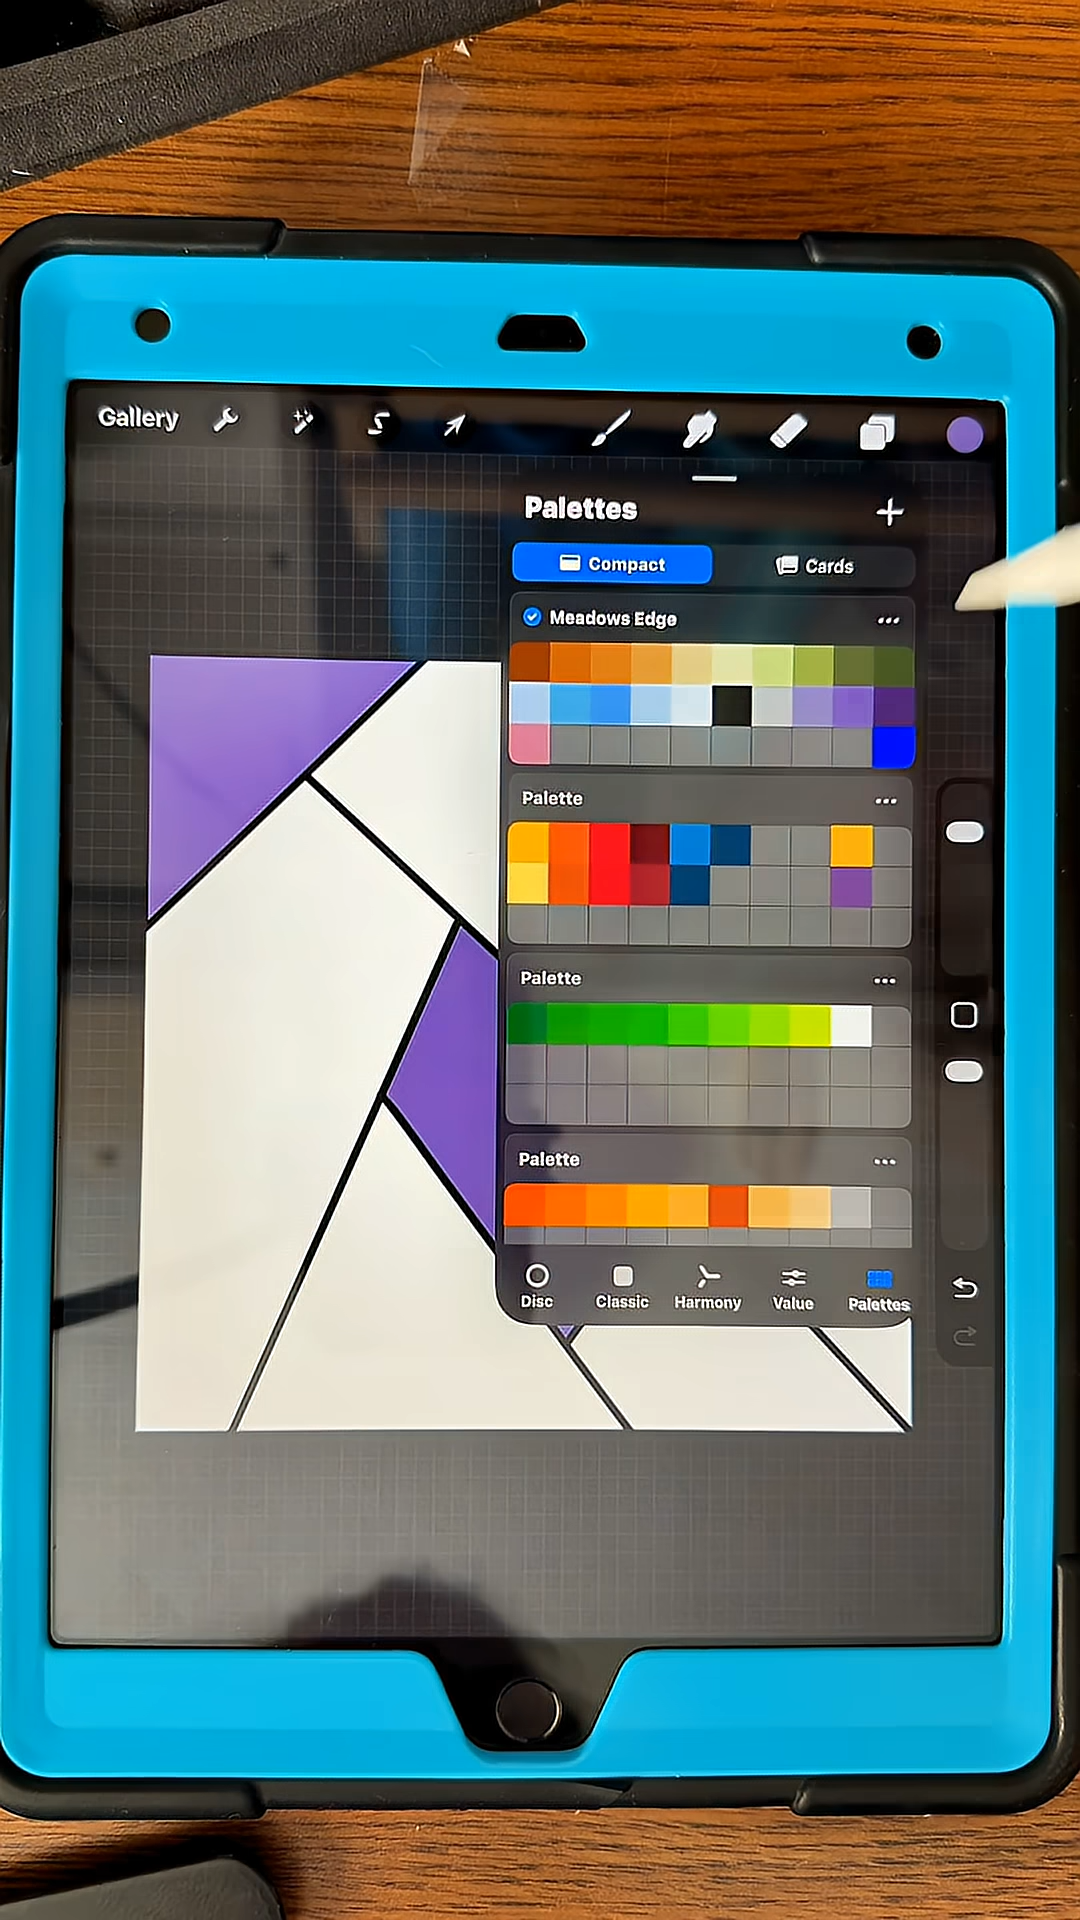 Gallery
Palettes
Compact
Cards
Meadows Edge
Palette
Palette
Palette
Disc
Classic
Harmony
Value
Palettes